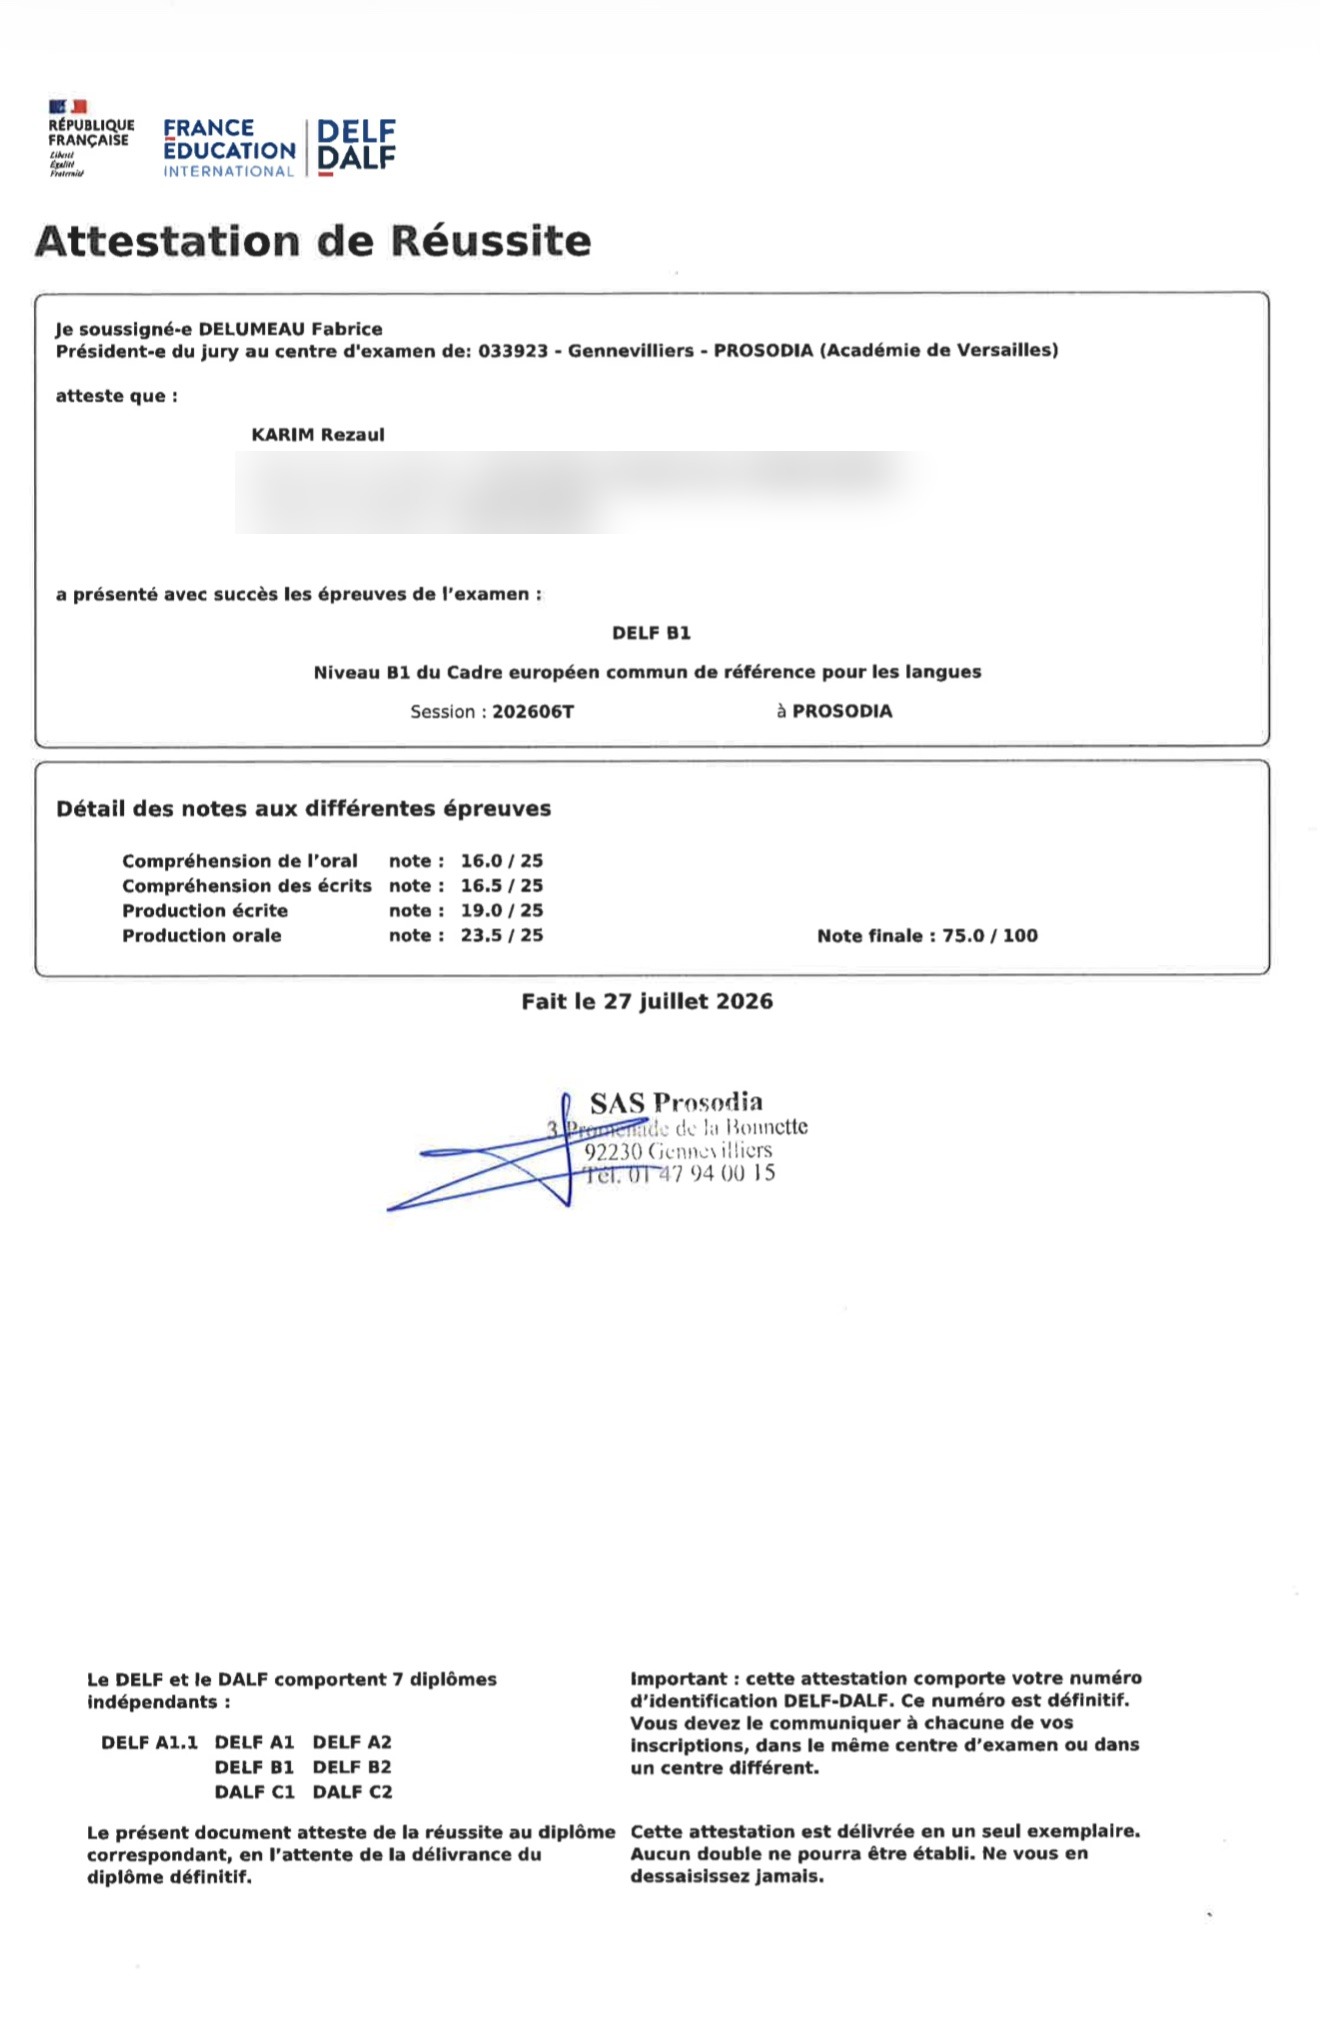 RÉPUBLIQUE
FRANÇAISE
Liberté
Égalité
Fraternité
FRANCE
ÉDUCATION
INTERNATIONAL
DELF
DALF
Attestation de Réussite
Je soussigné-e DELUMEAU Fabrice
Président-e du jury au centre d'examen de: 033923 - Gennevilliers - PROSODIA (Académie de Versailles)
atteste que :
KARIM Rezaul
a présenté avec succès les épreuves de l’examen :
DELF B1
Niveau B1 du Cadre européen commun de référence pour les langues
Session : 202606T à PROSODIA
Détail des notes aux différentes épreuves
Compréhension de l’oral note : 16.0 / 25
Compréhension des écrits note : 16.5 / 25
Production écrite note : 19.0 / 25
Production orale note : 23.5 / 25 Note finale : 75.0 / 100
Fait le 27 juillet 2026
SAS Prosodia
3 Promenade de la Bonnette
92230 Gennevilliers
Tél. 01 47 94 00 15
Le DELF et le DALF comportent 7 diplômes
indépendants :
DELF A1.1 DELF A1 DELF A2
DELF B1 DELF B2
DALF C1 DALF C2
Le présent document atteste de la réussite au diplôme
correspondant, en l’attente de la délivrance du
diplôme définitif.
Important : cette attestation comporte votre numéro
d’identification DELF-DALF. Ce numéro est définitif.
Vous devez le communiquer à chacune de vos
inscriptions, dans le même centre d’examen ou dans
un centre différent.
Cette attestation est délivrée en un seul exemplaire.
Aucun double ne pourra être établi. Ne vous en
dessaisissez jamais.